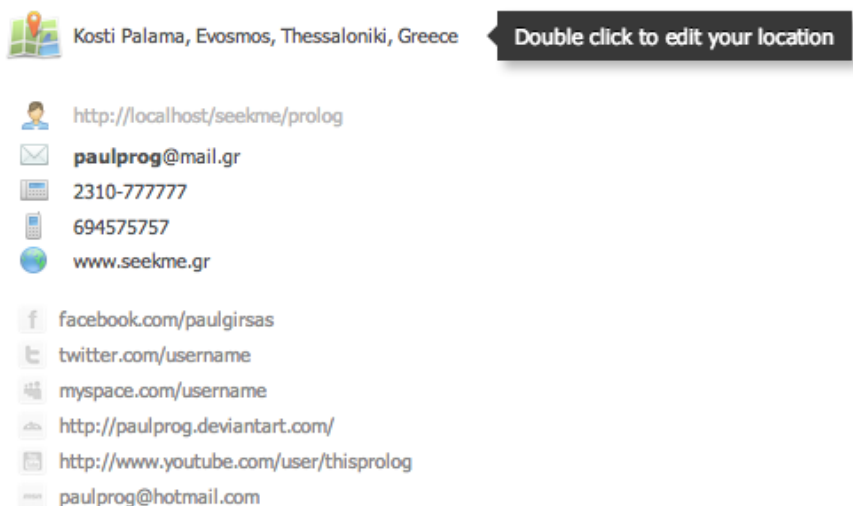 Kosti Palama, Evosmos, Thessaloniki, Greece
Double click to edit your location
http://localhost/seekme/prolog
paulprog@mail.gr
2310-777777
694575757
www.seekme.gr
facebook.com/paulgirsas
twitter.com/username
myspace.com/username
http://paulprog.deviantart.com/
http://www.youtube.com/user/thisprolog
paulprog@hotmail.com